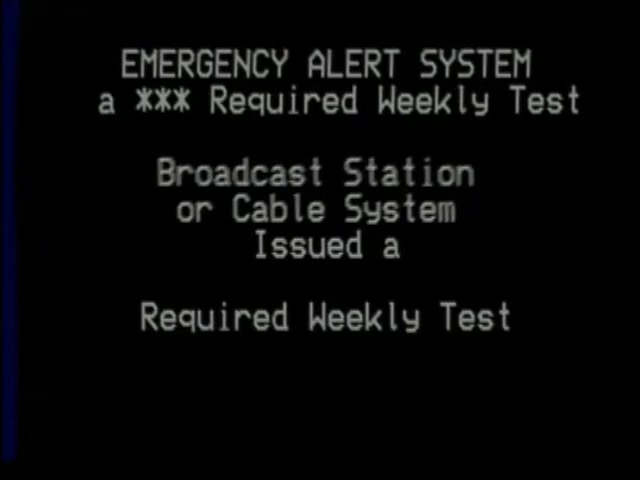 EMERGENCY ALERT SYSTEM
a *** Required Weekly Test
Broadcast Station
or Cable System
Issued a
Required Weekly Test